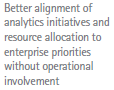 Better alignment of
analytics initiatives and
resource allocation to
enterprise priorities
without operational
involvement